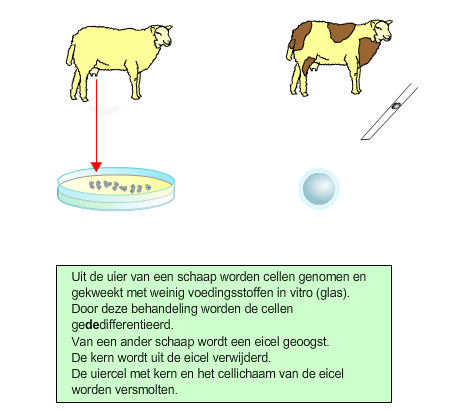 Uit de uier van een schaap worden cellen genomen en
gekweekt met weinig voedingsstoffen in vitro (glas).
Door deze behandeling worden de cellen
gededifferentieerd.
Van een ander schaap wordt een eicel geoogst.
De kern wordt uit de eicel verwijderd.
De uiercel met kern en het cellichaam van de eicel
worden versmolten.